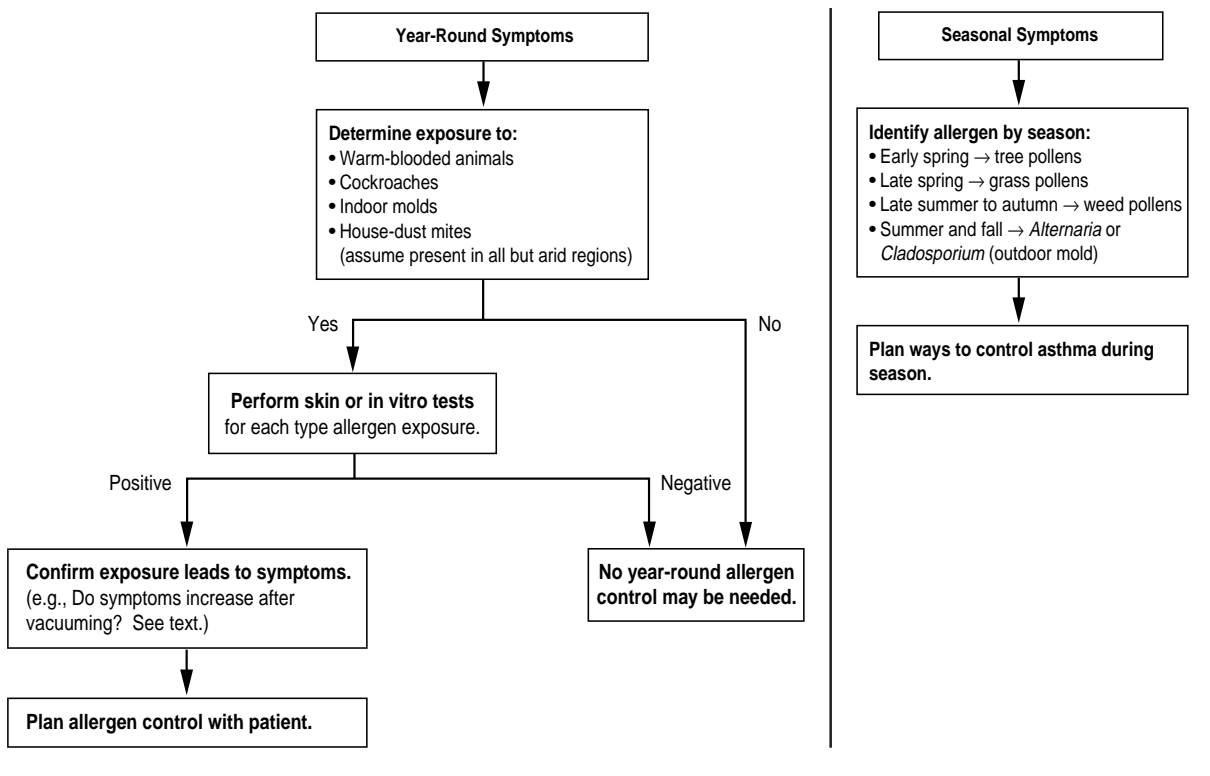 Year-Round Symptoms
Determine exposure to:
• Warm-blooded animals
• Cockroaches
• Indoor molds
• House-dust mites
(assume present in all but arid regions)
Yes
No
Perform skin or in vitro tests
for each type allergen exposure.
Positive
Negative
Confirm exposure leads to symptoms.
(e.g., Do symptoms increase after
vacuuming? See text.)
No year-round allergen
control may be needed.
Plan allergen control with patient.
Seasonal Symptoms
Identify allergen by season:
• Early spring → tree pollens
• Late spring → grass pollens
• Late summer to autumn → weed pollens
• Summer and fall → Alternaria or
Cladosporium (outdoor mold)
Plan ways to control asthma during
season.